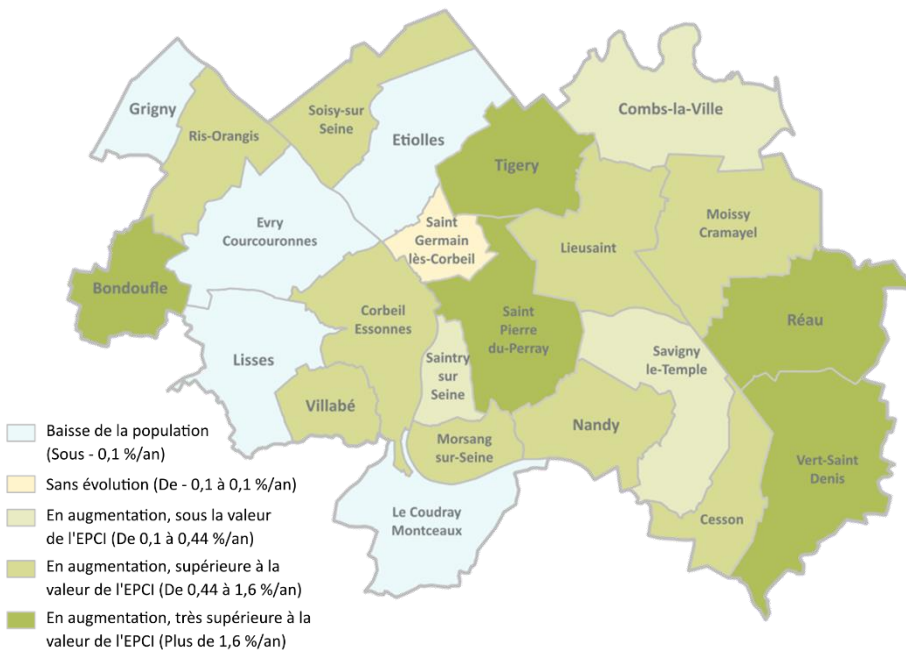 Grigny
Ris-Orangis
Soisy-sur
Seine
Etiolles
Combs-la-Ville
Tigery
Evry
Courcouronnes
Saint
Germain
lès-Corbeil
Lieusaint
Moissy
Cramayel
Bondoufle
Corbeil
Essonnes
Saint
Pierre
du-Perray
Réau
Lisses
Saintry
sur
Seine
Savigny
le-Temple
Villabé
Morsang
sur-Seine
Nandy
Vert-Saint
Denis
Le Coudray
Montceaux
Cesson
Baisse de la population
(Sous - 0,1 %/an)
Sans évolution (De - 0,1 à 0,1 %/an)
En augmentation, sous la valeur
de l'EPCI (De 0,1 à 0,44 %/an)
En augmentation, supérieure à la
valeur de l'EPCI (De 0,44 à 1,6 %/an)
En augmentation, très supérieure à la
valeur de l'EPCI (Plus de 1,6 %/an)